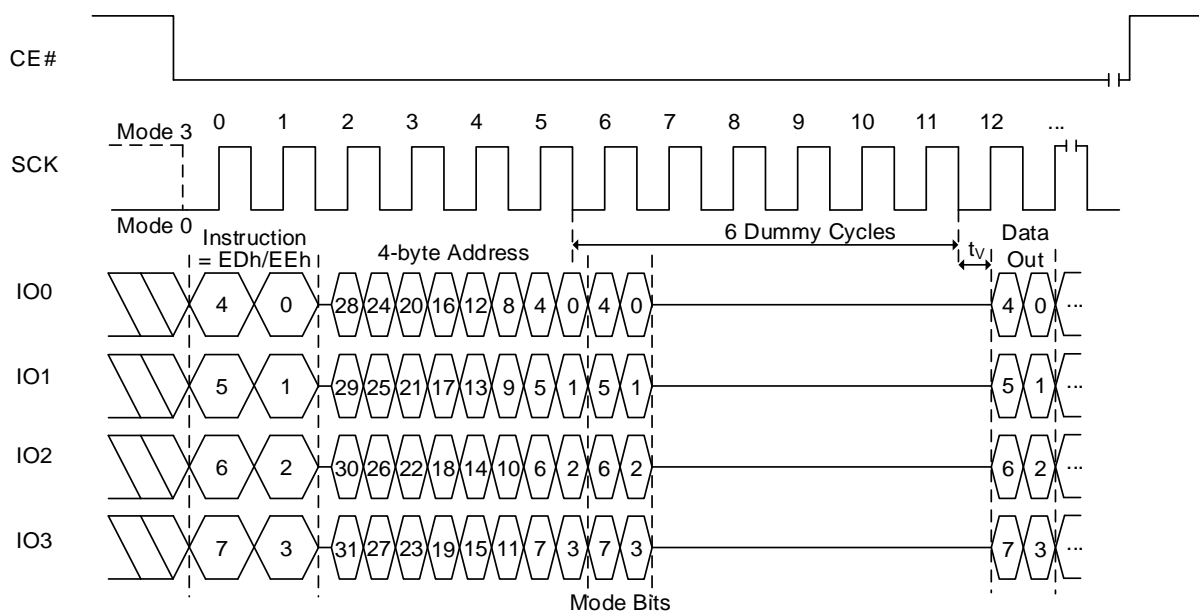 CE#
0 1 2 3 4 5 6 7 8 9 10 11 12 ...
Mode 3
SCK
Mode 0
Instruction
= EDh/EEh
4-byte Address
6 Dummy Cycles
tV
Data
Out
IO0 4 0 28 24 20 16 12 8 4 0 4 0 4 0 ...
IO1 5 1 29 25 21 17 13 9 5 1 5 1 5 1 ...
IO2 6 2 30 26 22 18 14 10 6 2 6 2 6 2 ...
IO3 7 3 31 27 23 19 15 11 7 3 7 3 7 3 ...
Mode Bits